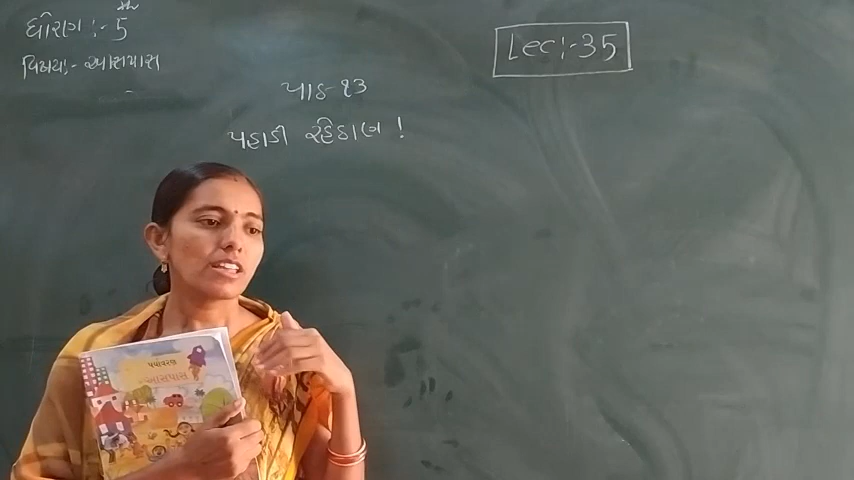 ધોરણ :- 5
વિષય:- આસપાસ
Lec:- 35
પાઠ-૧૩
પહાડી રહેઠાણ !
પર્યાવરણ
આસપાસ